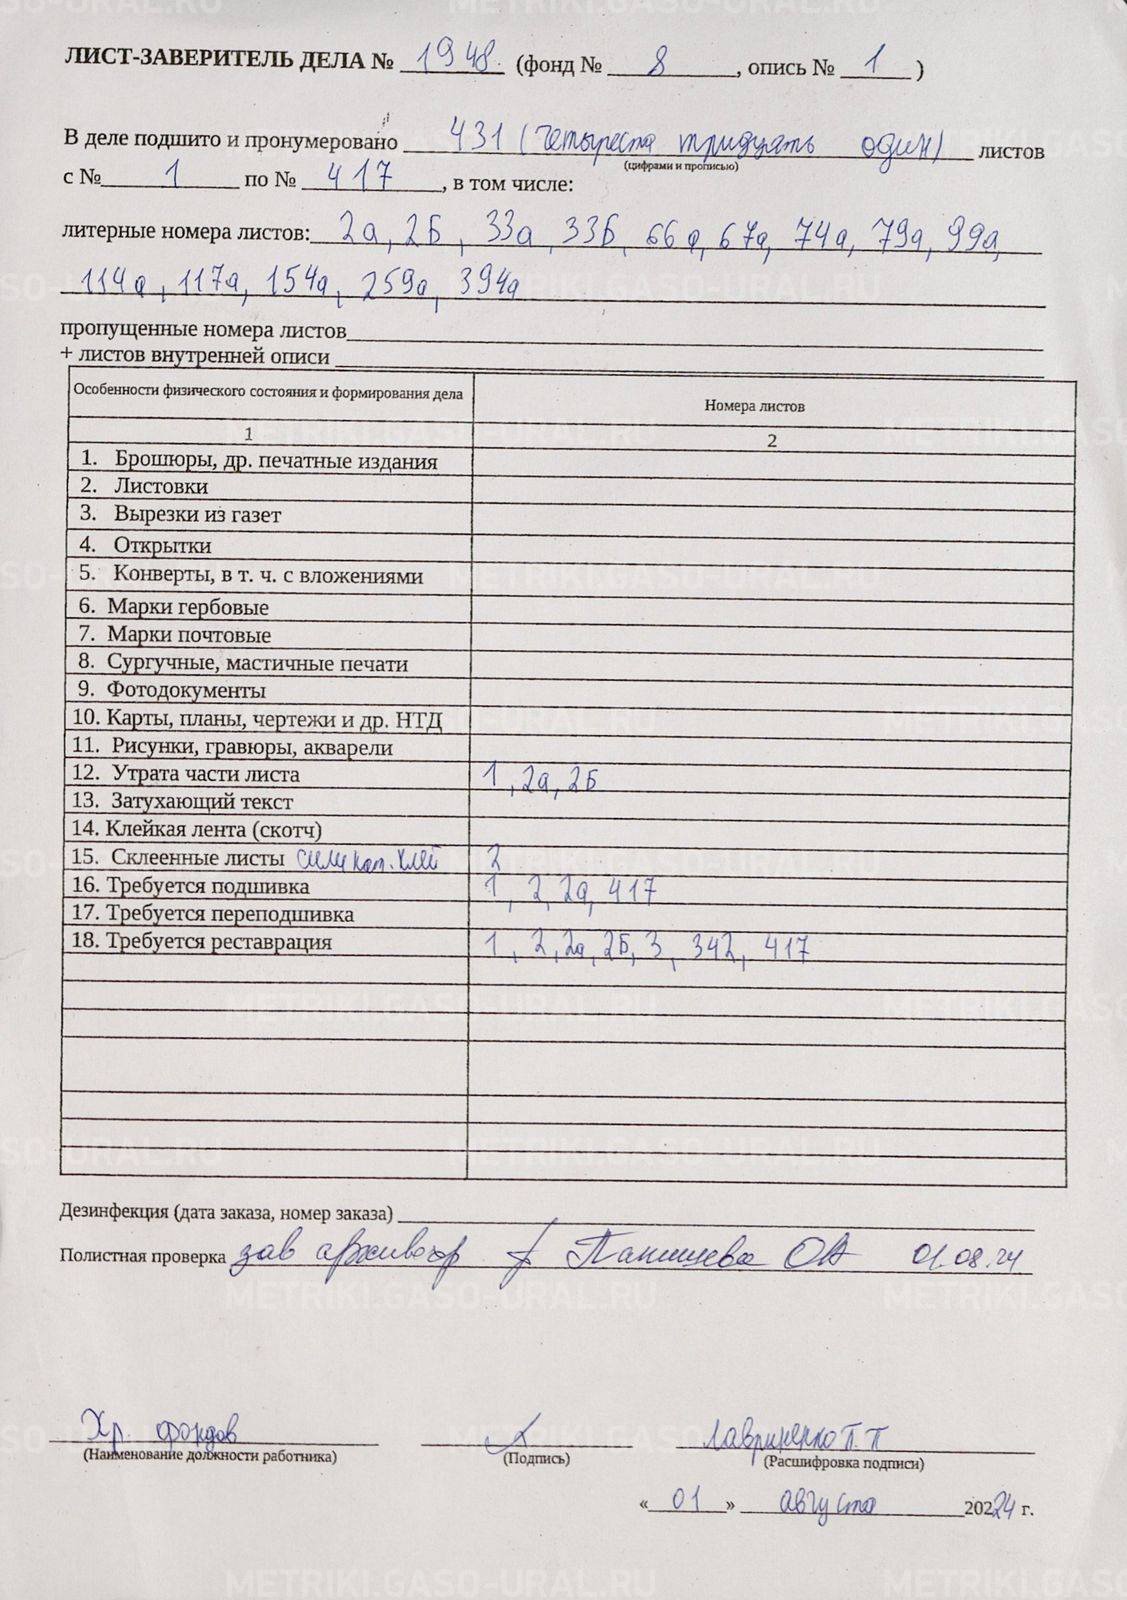 ЛИСТ-ЗАВЕРИТЕЛЬ ДЕЛА № 1948. (фонд № 8, опись № 1)
В деле подшито и пронумеровано 431 (четыреста тридцать один) листов
(цифрами и прописью)
с № 1 по № 417, в том числе:
литерные номера листов: 2а, 2Б, 33а, 33Б, 66а, 67а, 74а, 79а, 99а,
114а, 117а, 154а, 259а, 394а
пропущенные номера листов
+ листов внутренней описи
Особенности физического состояния и формирования дела Номера листов
1 2
1. Брошюры, др. печатные издания
2. Листовки
3. Вырезки из газет
4. Открытки
5. Конверты, в т. ч. с вложениями
6. Марки гербовые
7. Марки почтовые
8. Сургучные, мастичные печати
9. Фотодокументы
10. Карты, планы, чертежи и др. НТД
11. Рисунки, гравюры, акварели
12. Утрата части листа 1, 2а, 2Б
13. Затухающий текст
14. Клейкая лента (скотч)
15. Склеенные листы силикат. клей 2
16. Требуется подшивка 1, 2, 2а, 417
17. Требуется переподшивка
18. Требуется реставрация 1, 2, 2а, 2Б, 3, 342, 417
Дезинфекция (дата заказа, номер заказа)
Полистная проверка зав архивохр Панищева ОА 01.08.24
Хр. фондов Лавриненко П.П
(Наименование должности работника) (Подпись) (Расшифровка подписи)
«01» августа 2024 г.
METRIKI.GASO-URAL.RU